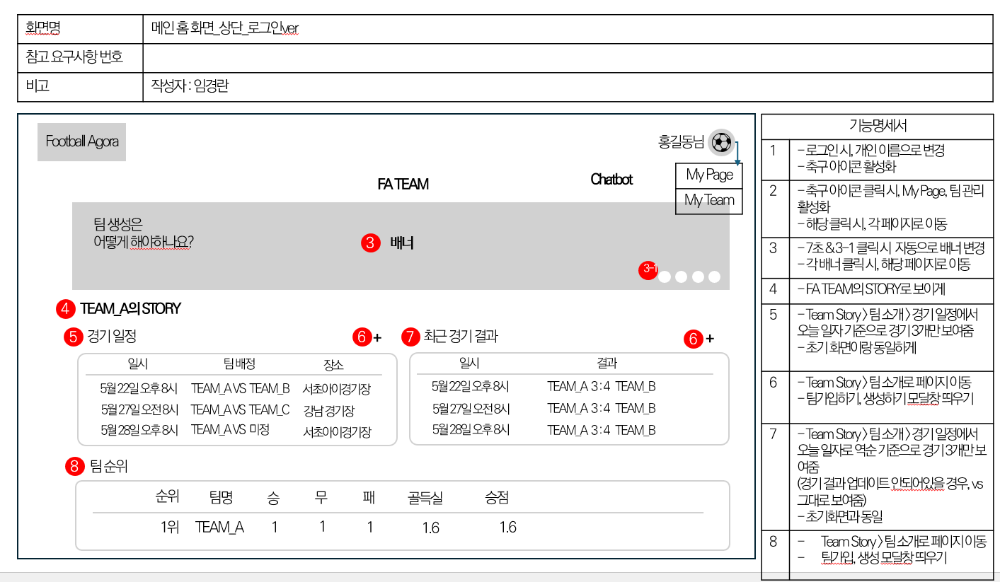 화면명 메인 홈 화면_상단_로그인ver
참고 요구사항 번호
비고 작성자 : 임경란
Football Agora
홍길동님
My Page
My Team
FA TEAM
Chatbot
팀 생성은
어떻게 해야하나요?
3 배너
3-1
4 TEAM_A의 STORY
5 경기 일정 6 +
일시 팀 배정 장소
5월 22일 오후 8시 TEAM_A VS TEAM_B 서초아이경기장
5월 27일 오전 8시 TEAM_A VS TEAM_C 강남 경기장
5월 28일 오후 8시 TEAM_A VS 미정 서초아이경기장
7 최근 경기 결과 6 +
일시 결과
5월 22일 오후 8시 TEAM_A 3 : 4 TEAM_B
5월 27일 오전 8시 TEAM_A 3 : 4 TEAM_B
5월 28일 오후 8시 TEAM_A 3 : 4 TEAM_B
8 팀 순위
순위 팀명 승 무 패 골득실 승점
1위 TEAM_A 1 1 1 1.6 1.6
기능명세서
1 - 로그인 시, 개인 이름으로 변경
- 축구 아이콘 활성화
2 - 축구 아이콘 클릭 시, My Page, 팀 관리
활성화
- 해당 클릭 시, 각 페이지로 이동
3 - 7초 & 3-1 클릭 시 자동으로 배너 변경
- 각 배너 클릭 시, 해당 페이지로 이동
4 - FA TEAM의 STORY로 보이게
5 - Team Story > 팀 소개 > 경기 일정에서
오늘 일자 기준으로 경기 3개만 보여줌
- 초기 화면이랑 동일하게
6 - Team Story > 팀 소개로 페이지 이동
- 팀가입하기, 생성하기 모달창 띄우기
7 - Team Story > 팀 소개 > 경기 일정에서
오늘 일자로 역순 기준으로 경기 3개만 보
여줌
(경기 결과 업데이트 안되어있을 경우, vs
그대로 보여줌)
- 초기화면과 동일
8 - Team Story > 팀 소개로 페이지 이동
- 팀가입, 생성 모달창 띄우기